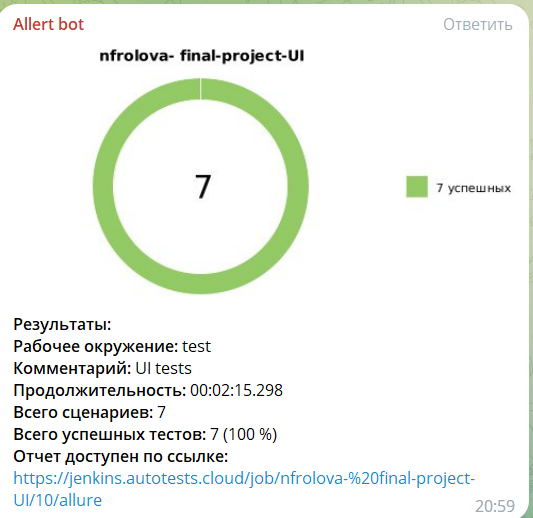 Allert bot
Ответить
nfrolova- final-project-UI
7
7 успешных
Результаты:
Рабочее окружение: test
Комментарий: UI tests
Продолжительность: 00:02:15.298
Всего сценариев: 7
Всего успешных тестов: 7 (100 %)
Отчет доступен по ссылке:
https://jenkins.autotests.cloud/job/nfrolova-%20final-project-
UI/10/allure
20:59